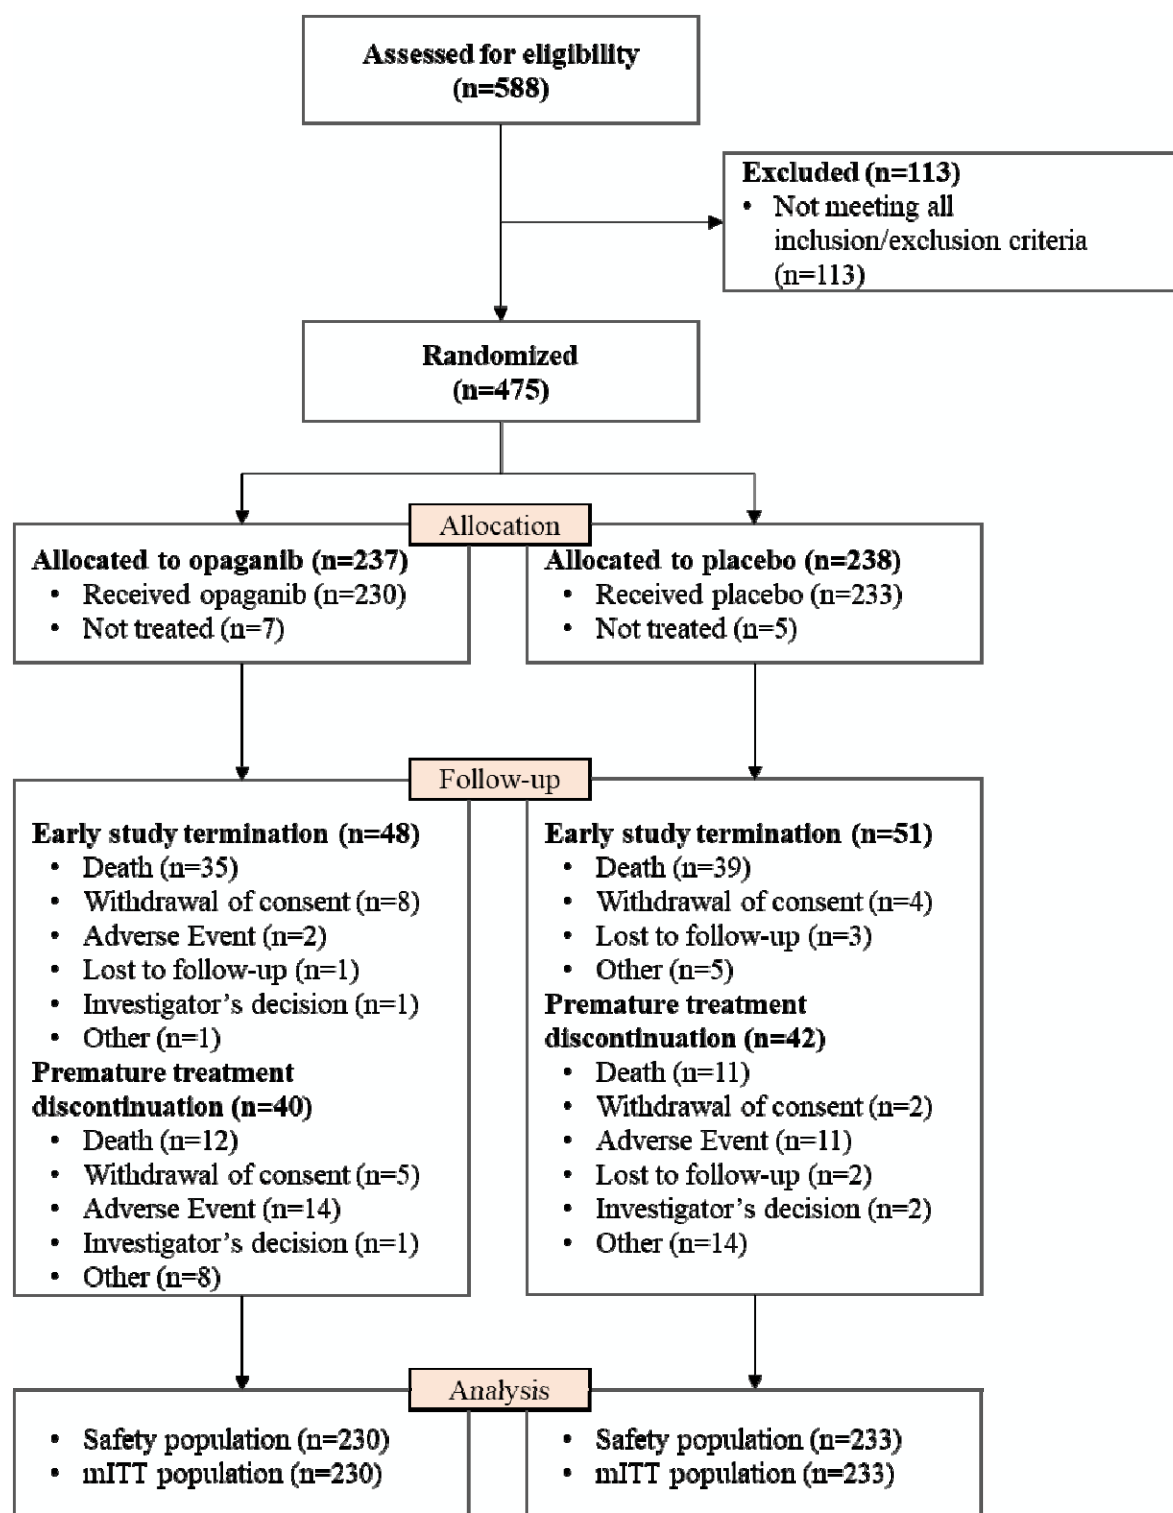 Assessed for eligibility
(n=588)
Excluded (n=113)
• Not meeting all
inclusion/exclusion criteria
(n=113)
Randomized
(n=475)
Allocation
Allocated to opaganib (n=237)
• Received opaganib (n=230)
• Not treated (n=7)
Allocated to placebo (n=238)
• Received placebo (n=233)
• Not treated (n=5)
Follow-up
Early study termination (n=48)
• Death (n=35)
• Withdrawal of consent (n=8)
• Adverse Event (n=2)
• Lost to follow-up (n=1)
• Investigator's decision (n=1)
• Other (n=1)
Premature treatment
discontinuation (n=40)
• Death (n=12)
• Withdrawal of consent (n=5)
• Adverse Event (n=14)
• Investigator's decision (n=1)
• Other (n=8)
Early study termination (n=51)
• Death (n=39)
• Withdrawal of consent (n=4)
• Lost to follow-up (n=3)
• Other (n=5)
Premature treatment
discontinuation (n=42)
• Death (n=11)
• Withdrawal of consent (n=2)
• Adverse Event (n=11)
• Lost to follow-up (n=2)
• Investigator's decision (n=2)
• Other (n=14)
Analysis
• Safety population (n=230)
• mITT population (n=230)
• Safety population (n=233)
• mITT population (n=233)